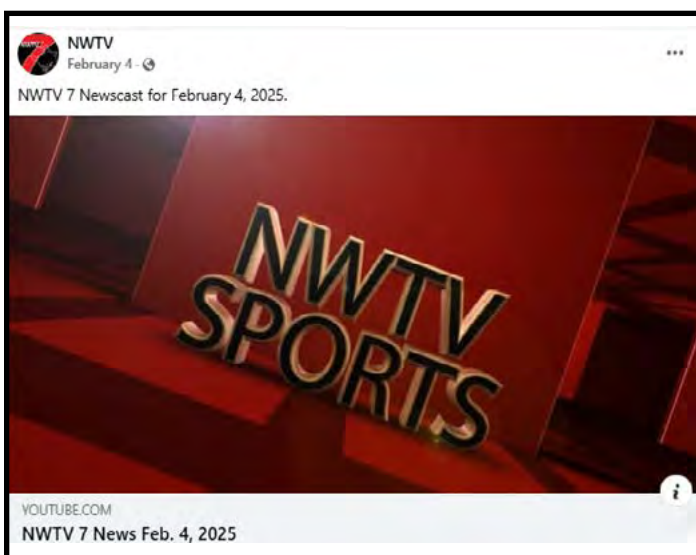 NWTV
February 4 ·
NWTV 7 Newscast for February 4, 2025.
NWTV
SPORTS
i
YOUTUBE.COM
NWTV 7 News Feb. 4, 2025